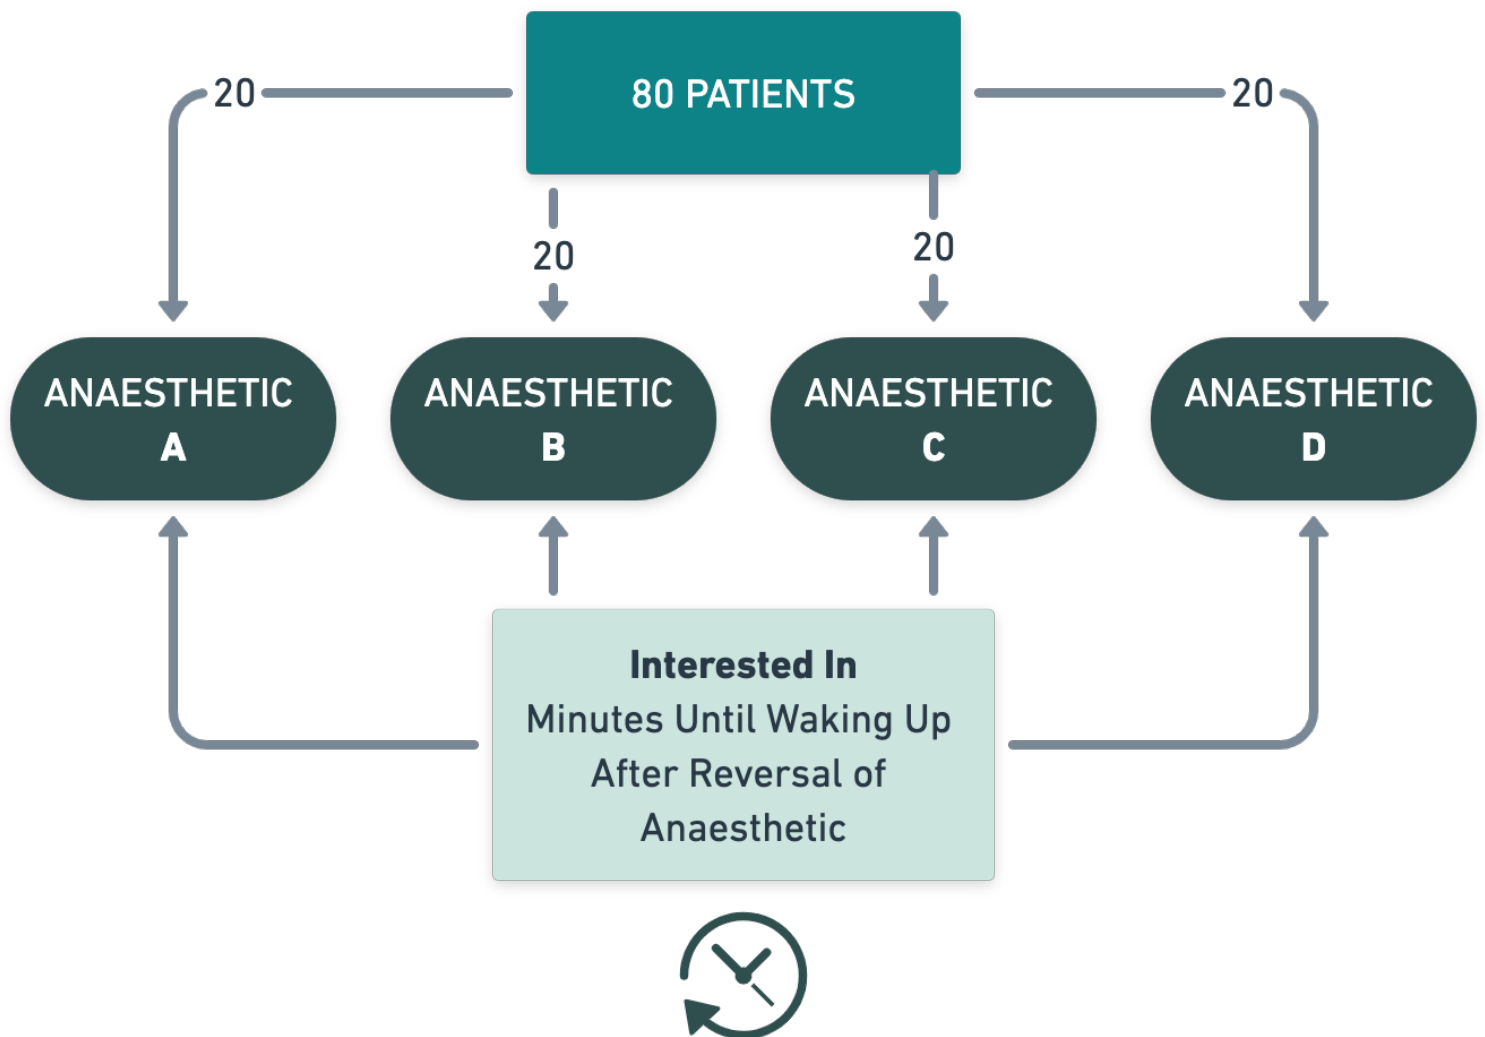 80 PATIENTS
20
20
20
20
ANAESTHETIC
A
ANAESTHETIC
B
ANAESTHETIC
C
ANAESTHETIC
D
Interested In
Minutes Until Waking Up
After Reversal of
Anaesthetic